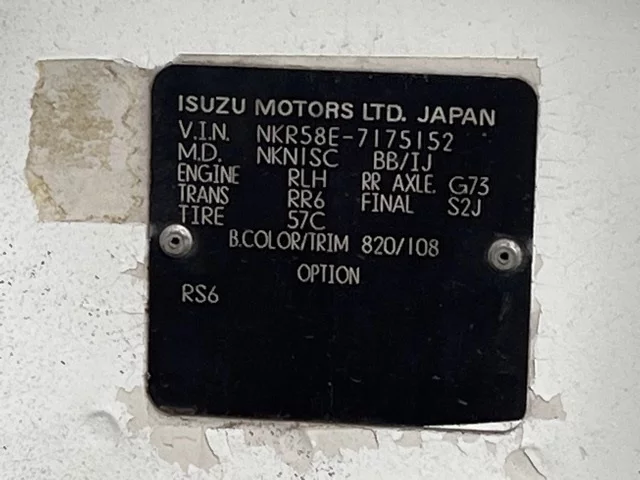 ISUZU MOTORS LTD. JAPAN
V.I.N. NKR58E-7175152
M.D. NKN1SC BB/IJ
ENGINE RLH RR AXLE. G73
TRANS RR6 FINAL S2J
TIRE 57C
B.COLOR/TRIM 820/108
OPTION
RS6